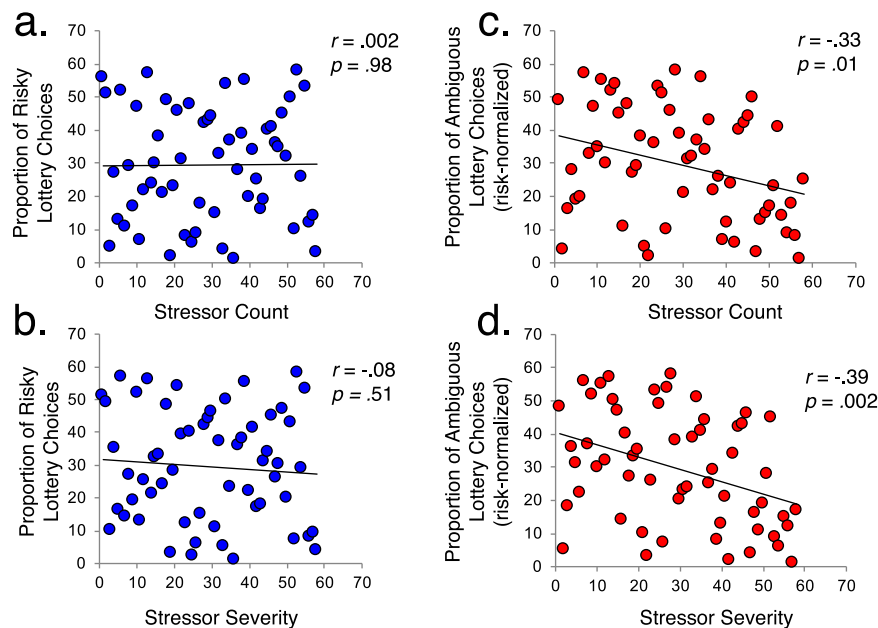 a.
r = .002
p = .98
Proportion of Risky
Lottery Choices
70
60
50
40
30
20
10
0
0 10 20 30 40 50 60 70
Stressor Count
c.
r = -.33
p = .01
Proportion of Ambiguous
Lottery Choices
(risk-normalized)
70
60
50
40
30
20
10
0
0 10 20 30 40 50 60 70
Stressor Count
b.
r = -.08
p = .51
Proportion of Risky
Lottery Choices
70
60
50
40
30
20
10
0
0 10 20 30 40 50 60 70
Stressor Severity
d.
r = -.39
p = .002
Proportion of Ambiguous
Lottery Choices
(risk-normalized)
70
60
50
40
30
20
10
0
0 10 20 30 40 50 60 70
Stressor Severity